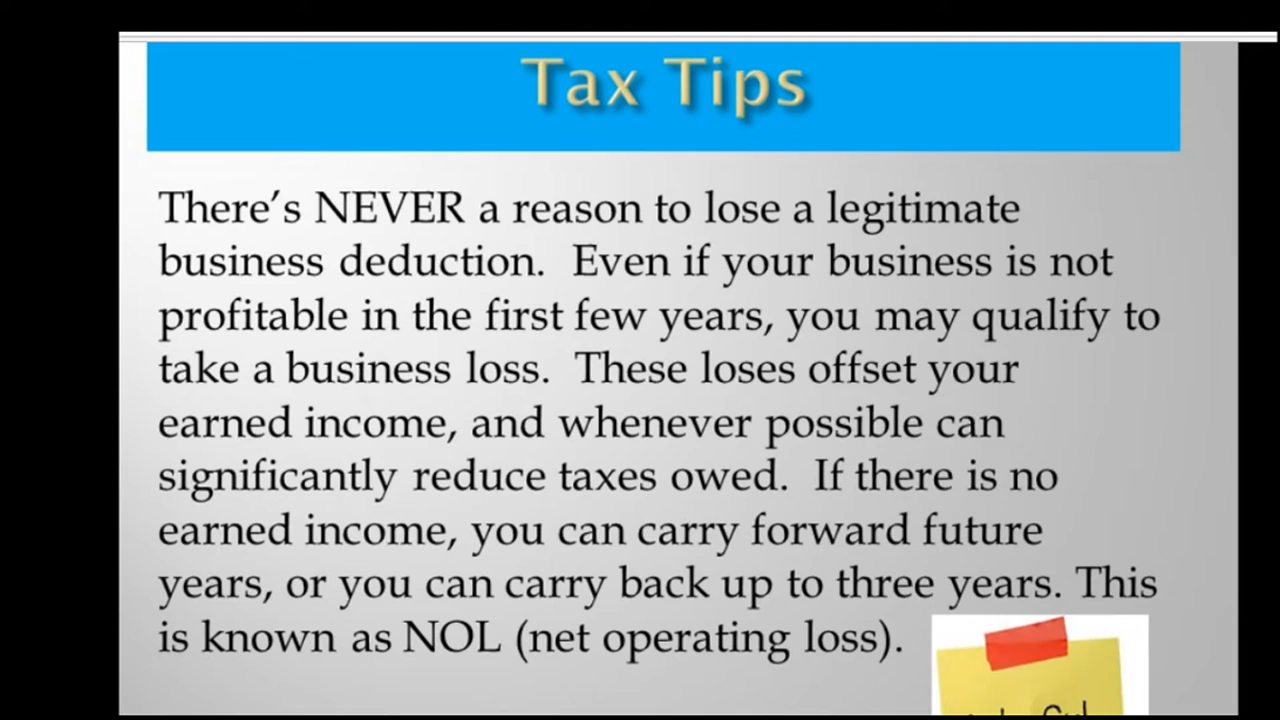 Tax Tips
There's NEVER a reason to lose a legitimate
business deduction.  Even if your business is not
profitable in the first few years, you may qualify to
take a business loss.  These loses offset your
earned income, and whenever possible can
significantly reduce taxes owed.  If there is no
earned income, you can carry forward future
years, or you can carry back up to three years. This
is known as NOL (net operating loss).